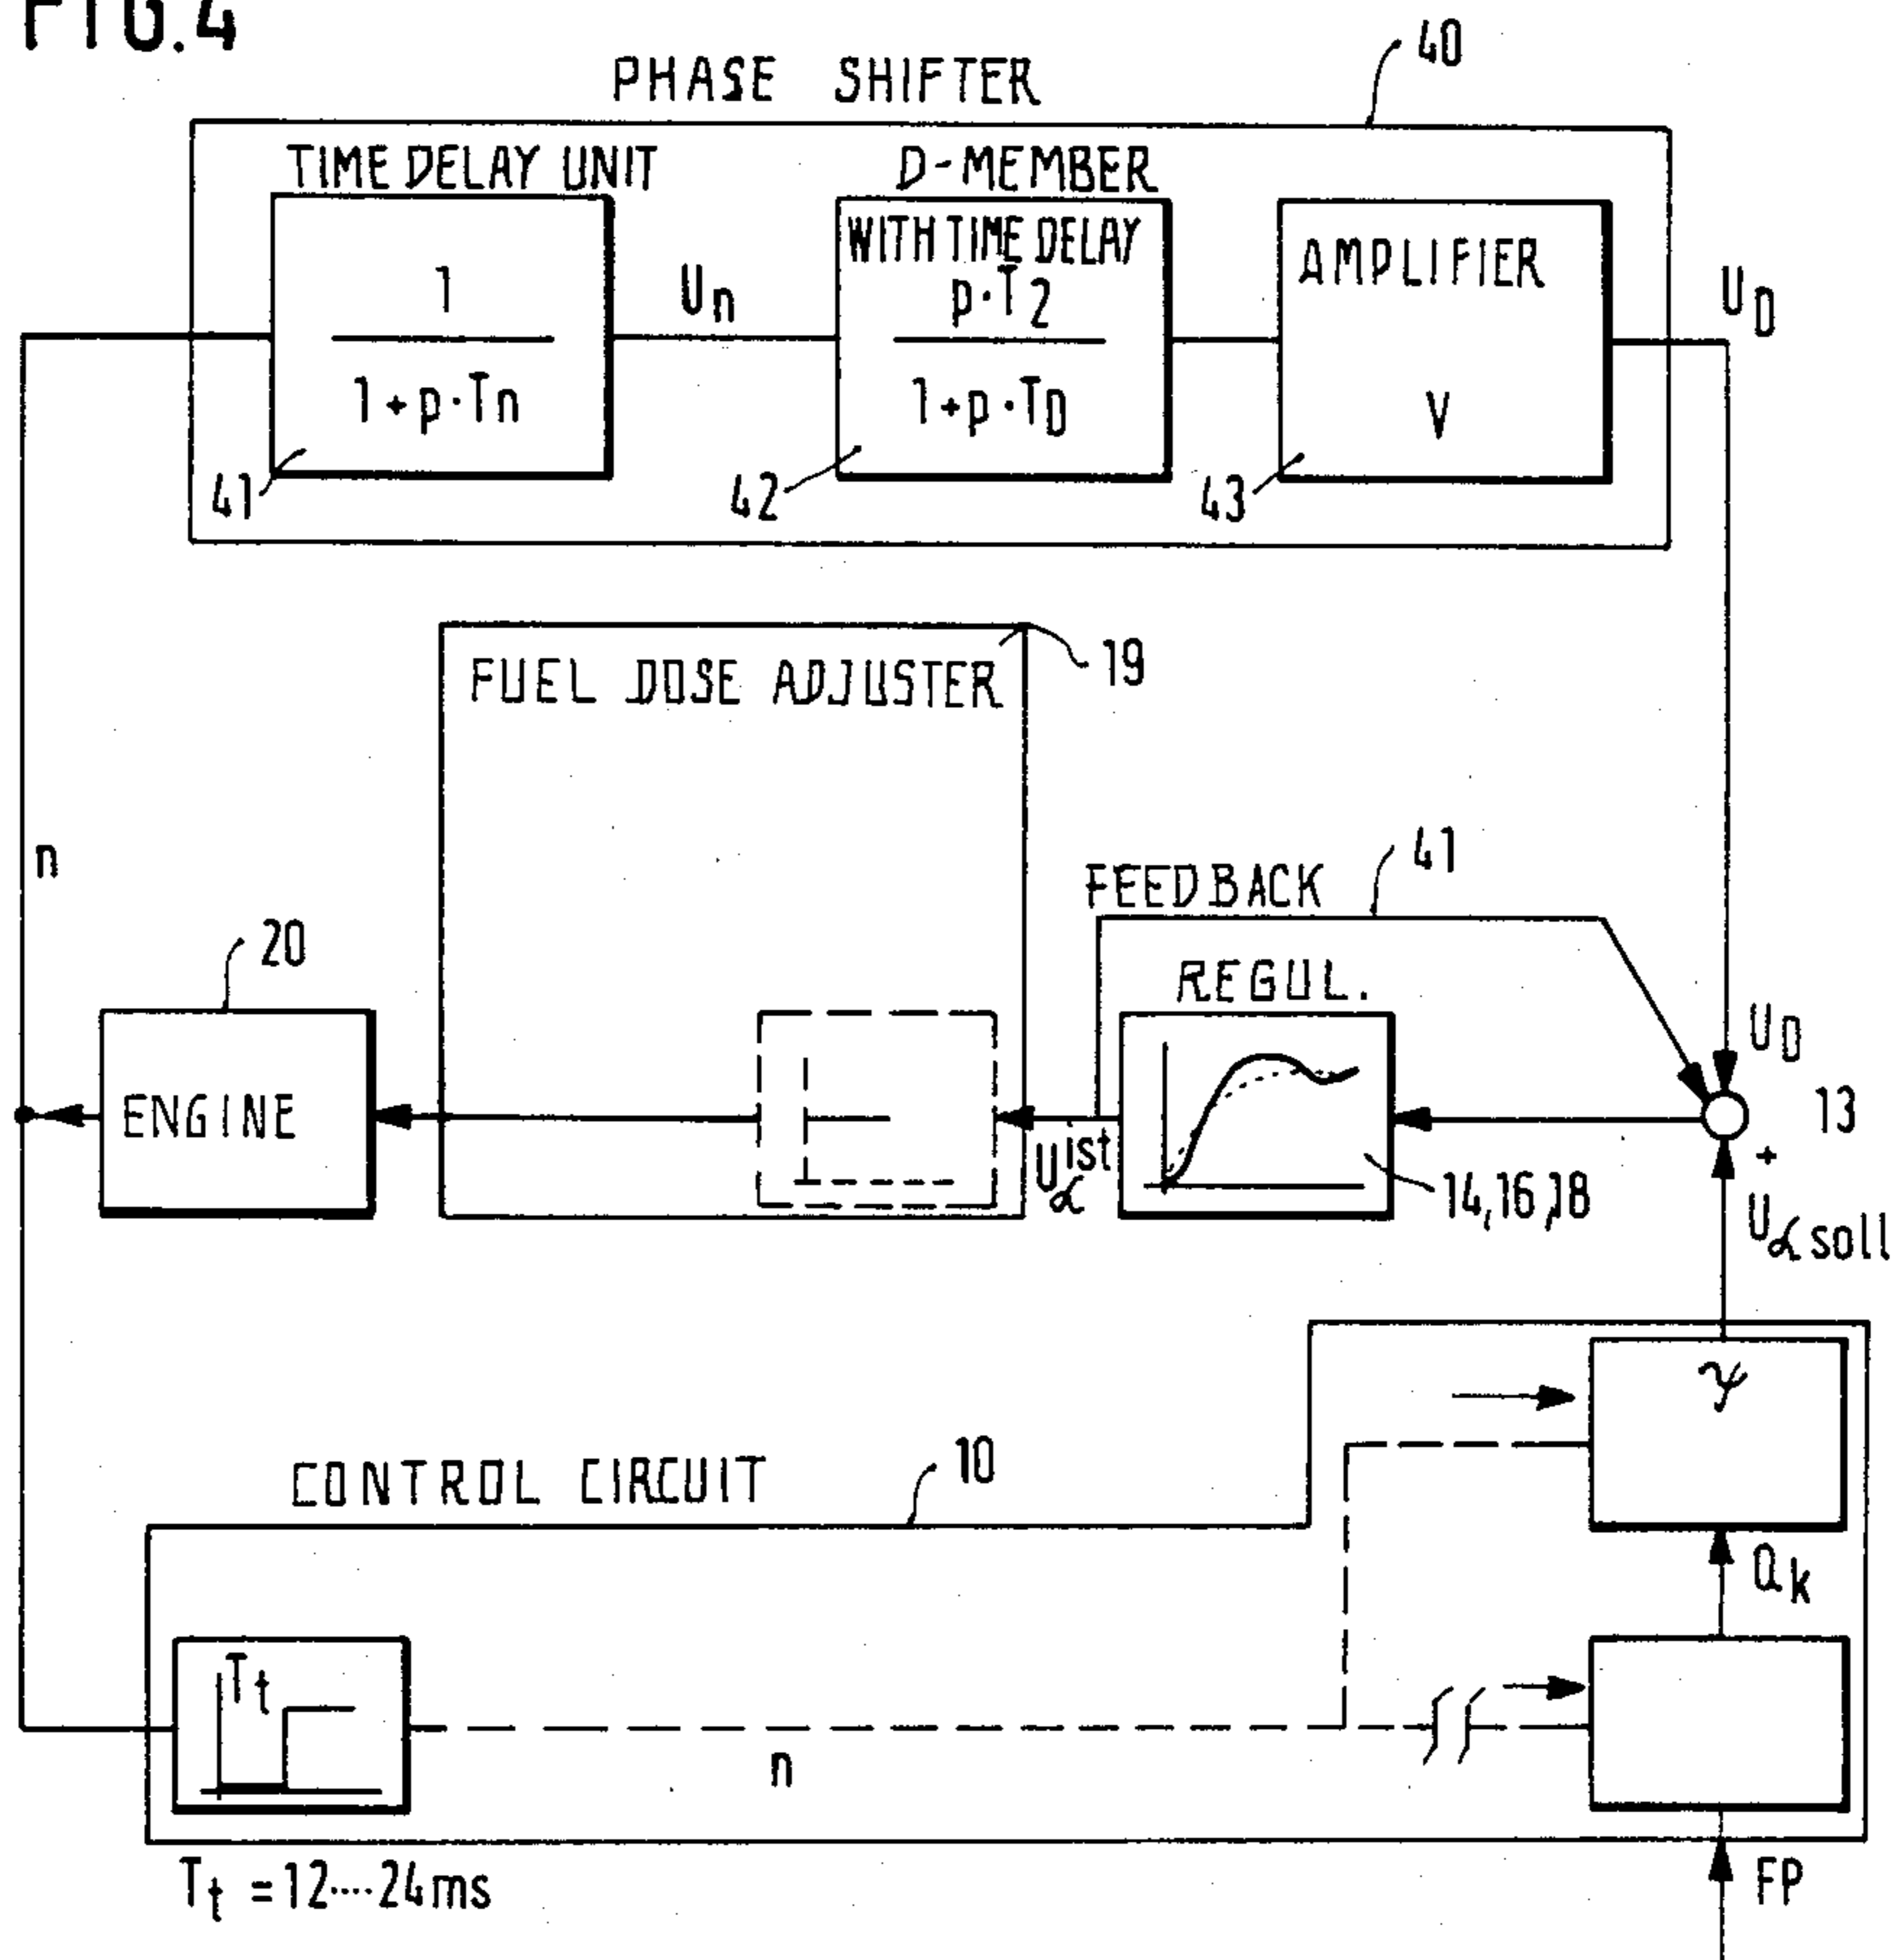 FIG.4
40
PHASE SHIFTER
TIME DELAY UNIT
1
1+p·Tn
41
Un
D-MEMBER
WITH TIME DELAY
p·T2
1+p·TD
42
AMPLIFIER
V
43
UD
FUEL DOSE ADJUSTER
19
n
FEEDBACK
41
20
ENGINE
REGUL.
Uαist
14,16,18
UD
13
+
Uαsoll
CONTROL CIRCUIT
10
Ψ
Qk
Tt
n
Tt = 12....24ms
FP